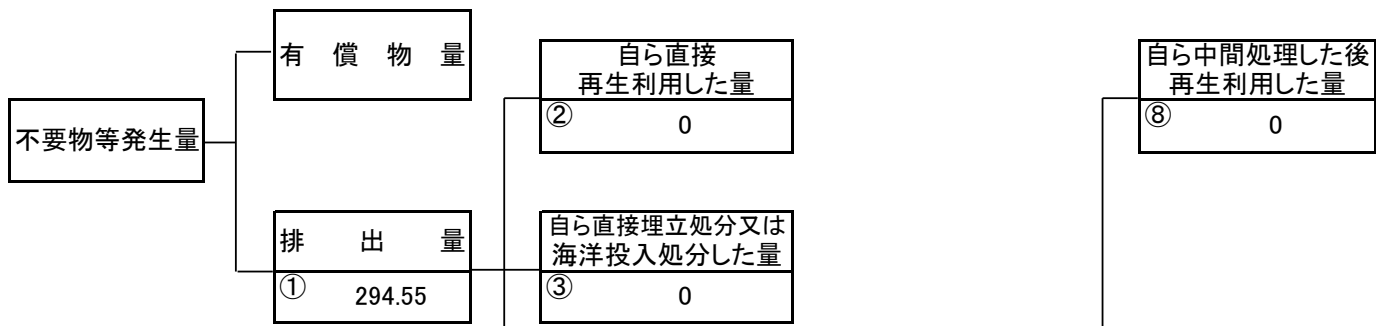 有償物量
自ら直接
再生利用した量
② 0
自ら中間処理した後
再生利用した量
⑧ 0
不要物等発生量
排出量
① 294.55
自ら直接埋立処分又は
海洋投入処分した量
③ 0